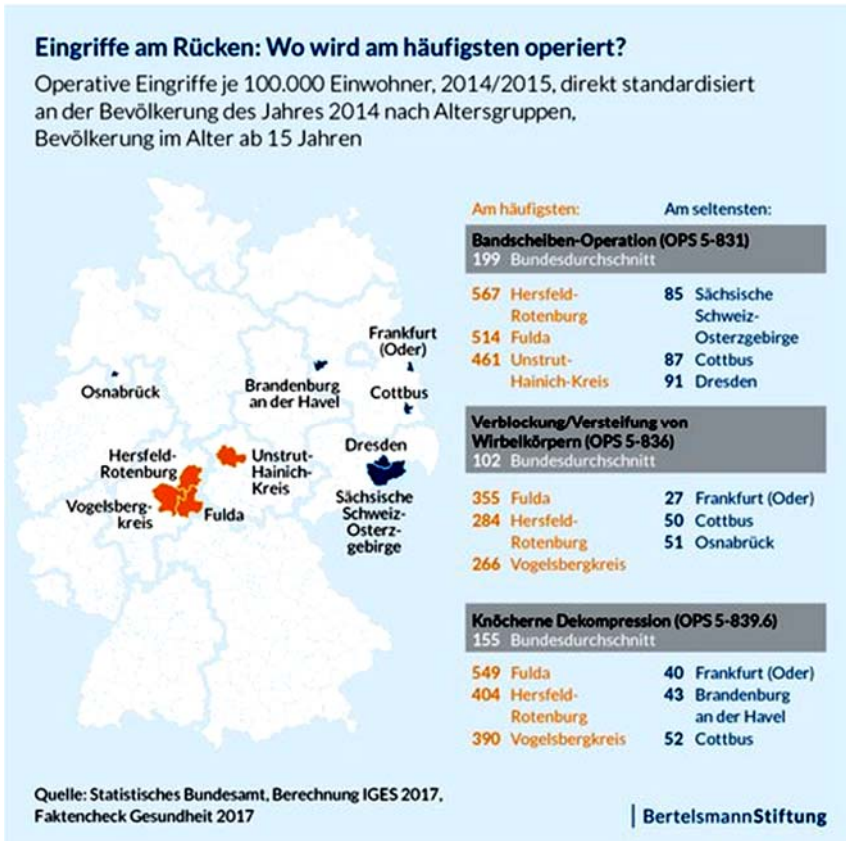 Eingriffe am Rücken: Wo wird am häufigsten operiert?
Operative Eingriffe je 100.000 Einwohner, 2014/2015, direkt standardisiert
an der Bevölkerung des Jahres 2014 nach Altersgruppen,
Bevölkerung im Alter ab 15 Jahren
Frankfurt
(Oder)
Osnabrück
Brandenburg
an der Havel
Cottbus
Hersfeld-
Rotenburg
Unstrut-
Hainich-
Kreis
Dresden
Vogelsberg-
kreis
Fulda
Sächsische
Schweiz-
Osterz-
gebirge
Am häufigsten:
Am seltensten:
Bandscheiben-Operation (OPS 5-831)
199 Bundesdurchschnitt
567 Hersfeld-
Rotenburg
514 Fulda
461 Unstrut-
Hainich-Kreis
85 Sächsische
Schweiz-
Osterzgebirge
87 Cottbus
91 Dresden
Verblockung/Versteifung von
Wirbelkörpern (OPS 5-836)
102 Bundesdurchschnitt
355 Fulda
284 Hersfeld-
Rotenburg
266 Vogelsbergkreis
27 Frankfurt (Oder)
50 Cottbus
51 Osnabrück
Knöcherne Dekompression (OPS 5-839.6)
155 Bundesdurchschnitt
549 Fulda
404 Hersfeld-
Rotenburg
390 Vogelsbergkreis
40 Frankfurt (Oder)
43 Brandenburg
an der Havel
52 Cottbus
Quelle: Statistisches Bundesamt, Berechnung IGES 2017,
Faktencheck Gesundheit 2017
BertelsmannStiftung